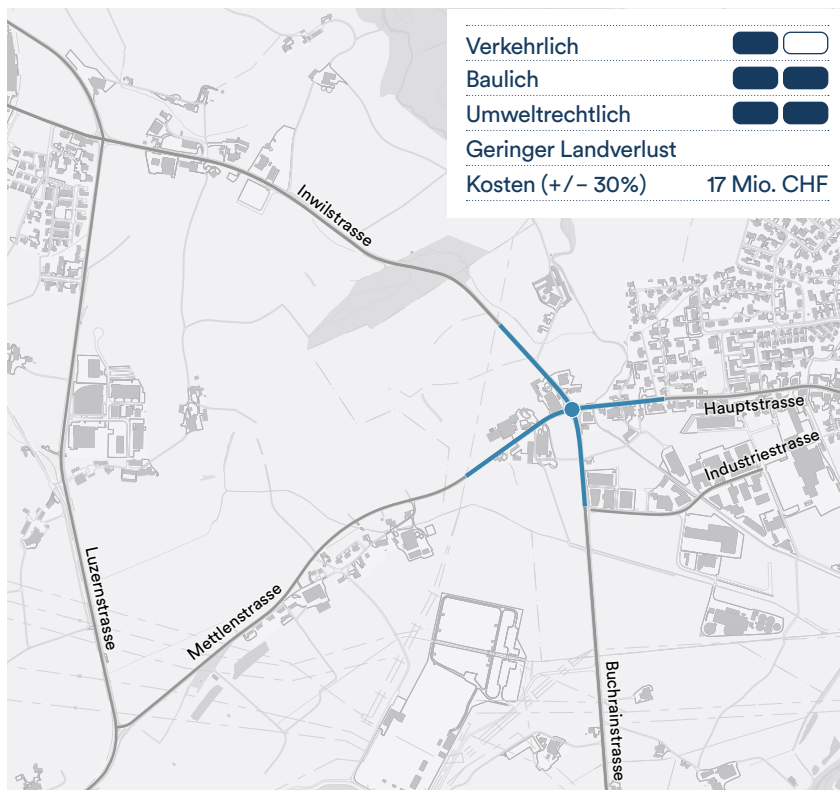 Verkehrlich
Baulich
Umweltrechtlich
Geringer Landverlust
Kosten (+/– 30%) 17 Mio. CHF
Inwilstrasse
Hauptstrasse
Industriestrasse
Luzernstrasse
Mettlenstrasse
Buchrainstrasse